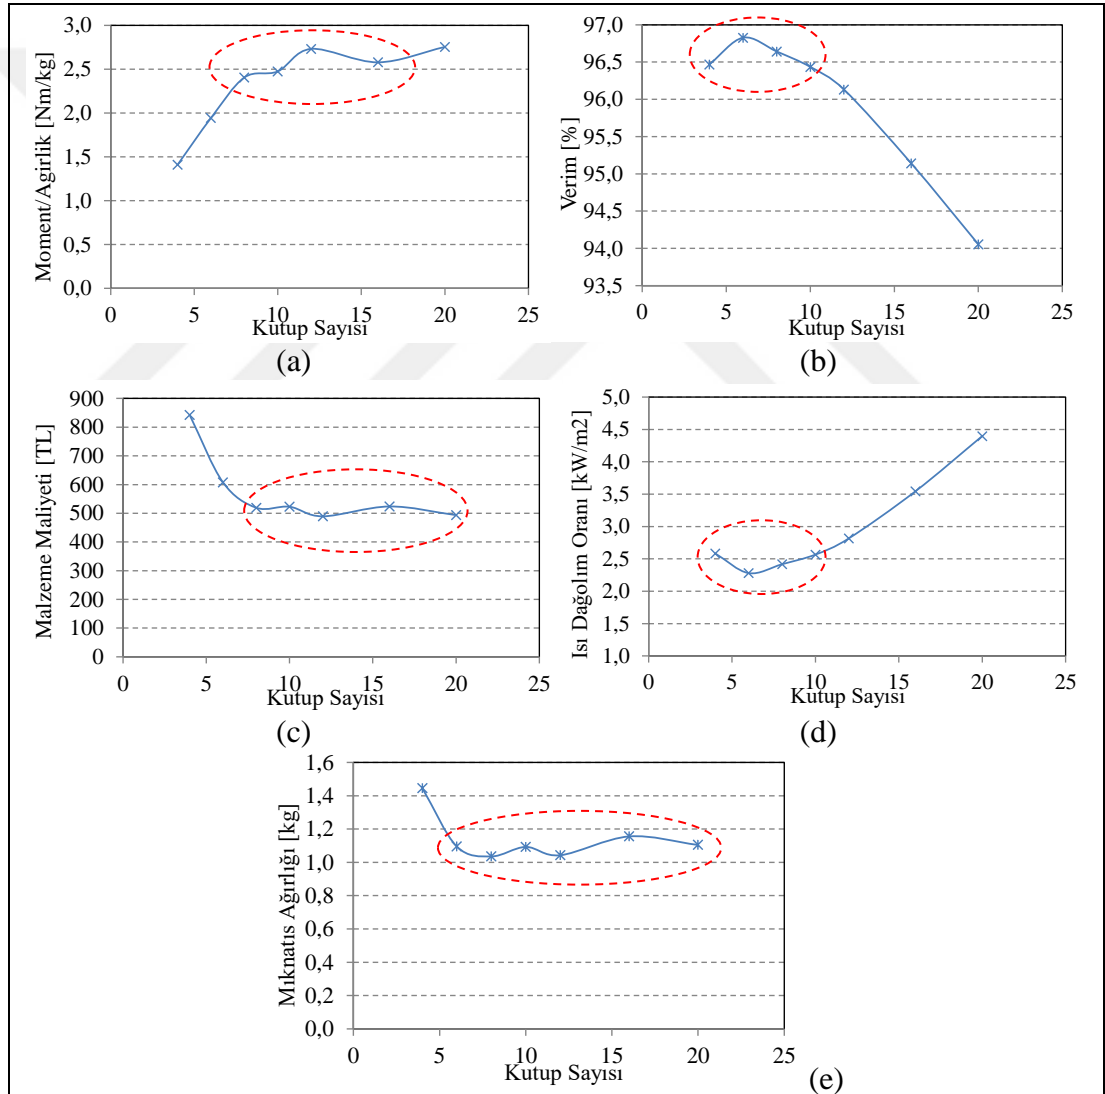 3,0
2,5
2,0
1,5
1,0
0,5
0,0
Moment/Agirlik [Nm/kg]
0 5 10 15 20 25
Kutup Sayısı
(a)
97,0
96,5
96,0
95,5
95,0
94,5
94,0
93,5
Verim [%]
0 5 10 15 20 25
Kutup Sayısı
(b)
900
800
700
600
500
400
300
200
100
0
Malzeme Maliyeti [TL]
0 5 10 15 20 25
Kutup Sayısı
(c)
5,0
4,5
4,0
3,5
3,0
2,5
2,0
1,5
1,0
Isı Dağolım Oranı [kW/m2]
0 5 10 15 20 25
Kutup Sayısı
(d)
1,6
1,4
1,2
1,0
0,8
0,6
0,4
0,2
0,0
Mıknatıs Ağırlığı [kg]
0 5 10 15 20 25
Kutup Sayısı
(e)